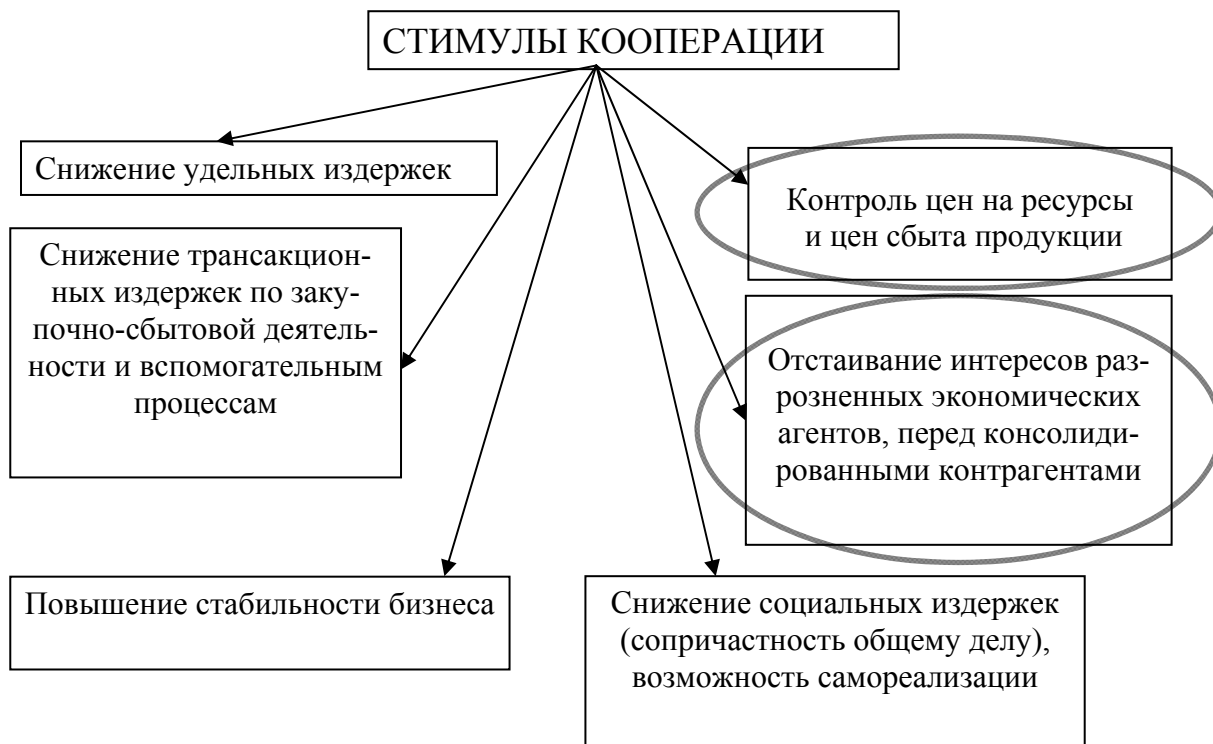 СТИМУЛЫ КООПЕРАЦИИ
Снижение удельных издержек
Контроль цен на ресурсы
и цен сбыта продукции
Снижение трансакцион-
ных издержек по заку-
почно-сбытовой деятель-
ности и вспомогательным
процессам
Отстаивание интересов раз-
розненных экономических
агентов, перед консолиди-
рованными контрагентами
Повышение стабильности бизнеса
Снижение социальных издержек
(сопричастность общему делу),
возможность самореализации